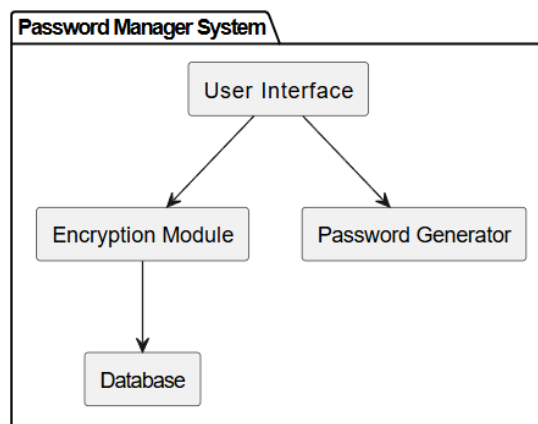 Password Manager System
User Interface
Encryption Module
Password Generator
Database